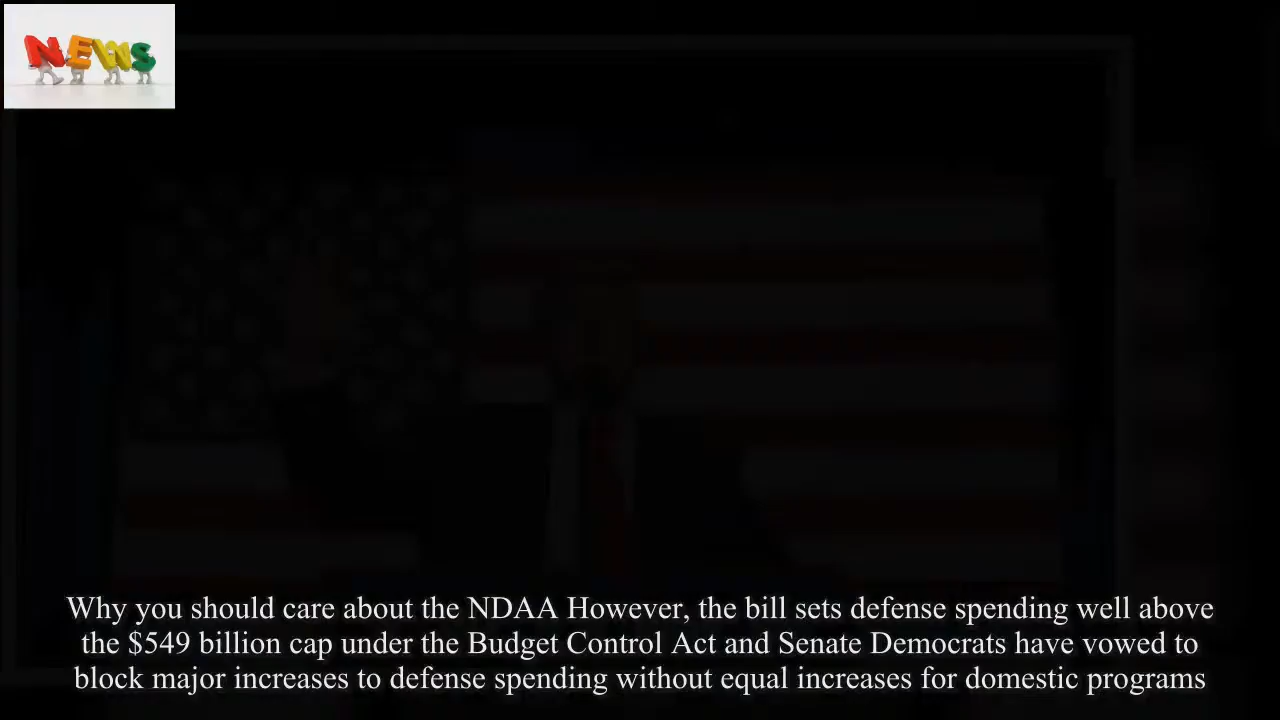 NEWS
Why you should care about the NDAA However, the bill sets defense spending well above
the $549 billion cap under the Budget Control Act and Senate Democrats have vowed to
block major increases to defense spending without equal increases for domestic programs